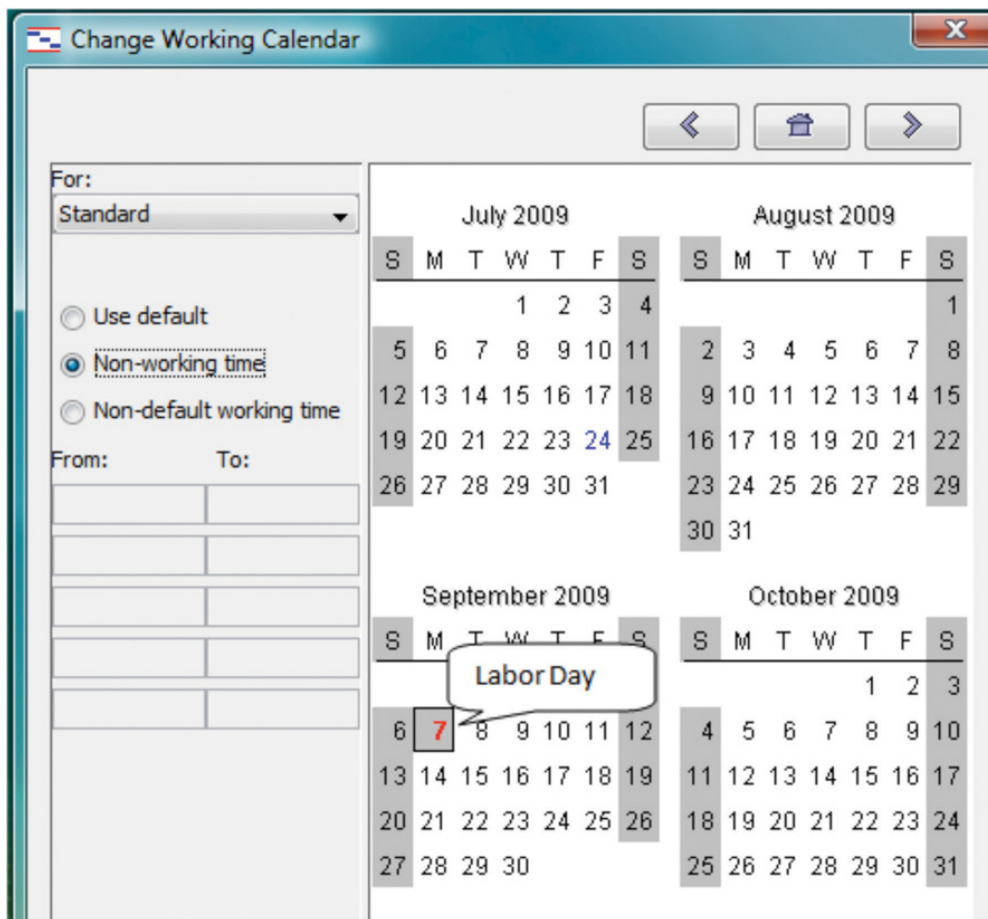 Change Working Calendar
For:
Standard
Use default
Non-working time
Non-default working time
From: To:
July 2009
S M T W T F S
1 2 3 4
5 6 7 8 9 10 11
12 13 14 15 16 17 18
19 20 21 22 23 24 25
26 27 28 29 30 31
August 2009
S M T W T F S
1
2 3 4 5 6 7 8
9 10 11 12 13 14 15
16 17 18 19 20 21 22
23 24 25 26 27 28 29
30 31
September 2009
S M T W T F S
Labor Day
6 7 8 9 10 11 12
13 14 15 16 17 18 19
20 21 22 23 24 25 26
27 28 29 30
October 2009
S M T W T F S
1 2 3
4 5 6 7 8 9 10
11 12 13 14 15 16 17
18 19 20 21 22 23 24
25 26 27 28 29 30 31